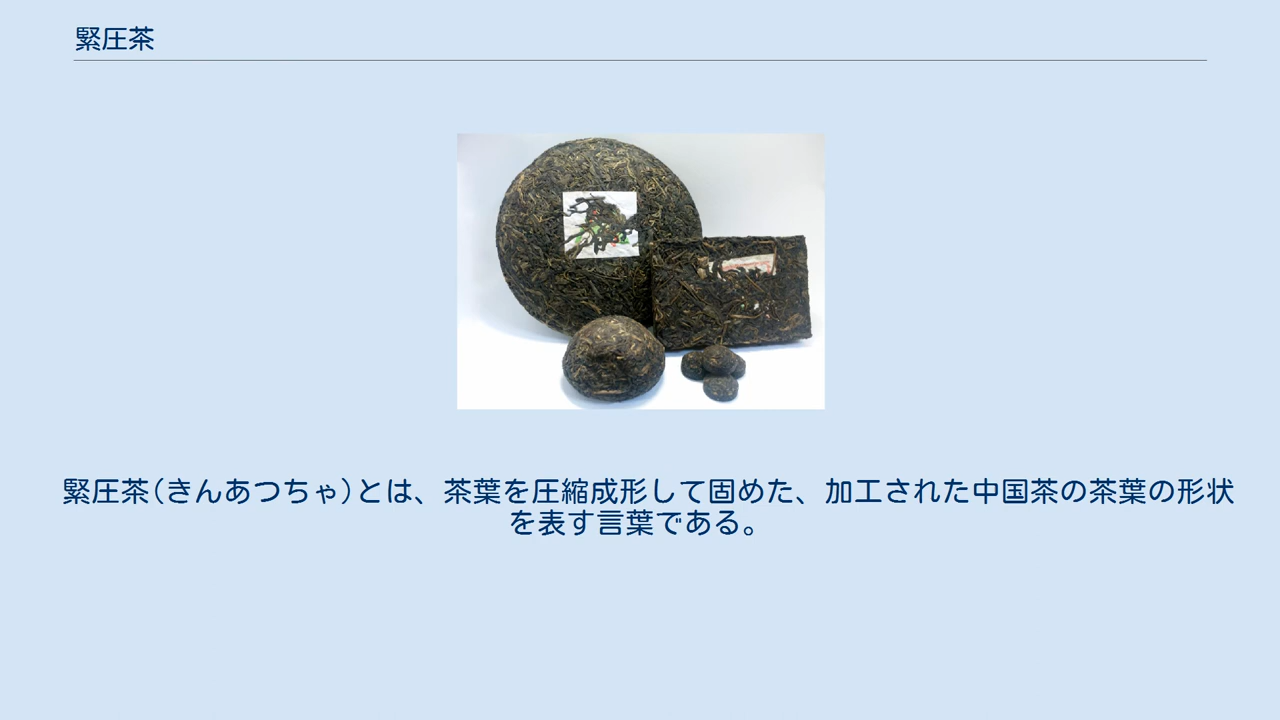 緊圧茶
緊圧茶(きんあつちゃ)とは、茶葉を圧縮成形して固めた、加工された中国茶の茶葉の形状
を表す言葉である。